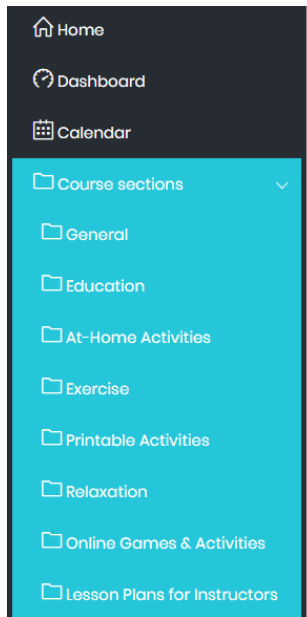 Home
Dashboard
Calendar
Course sections
General
Education
At-Home Activities
Exercise
Printable Activities
Relaxation
Online Games & Activities
Lesson Plans for Instructors